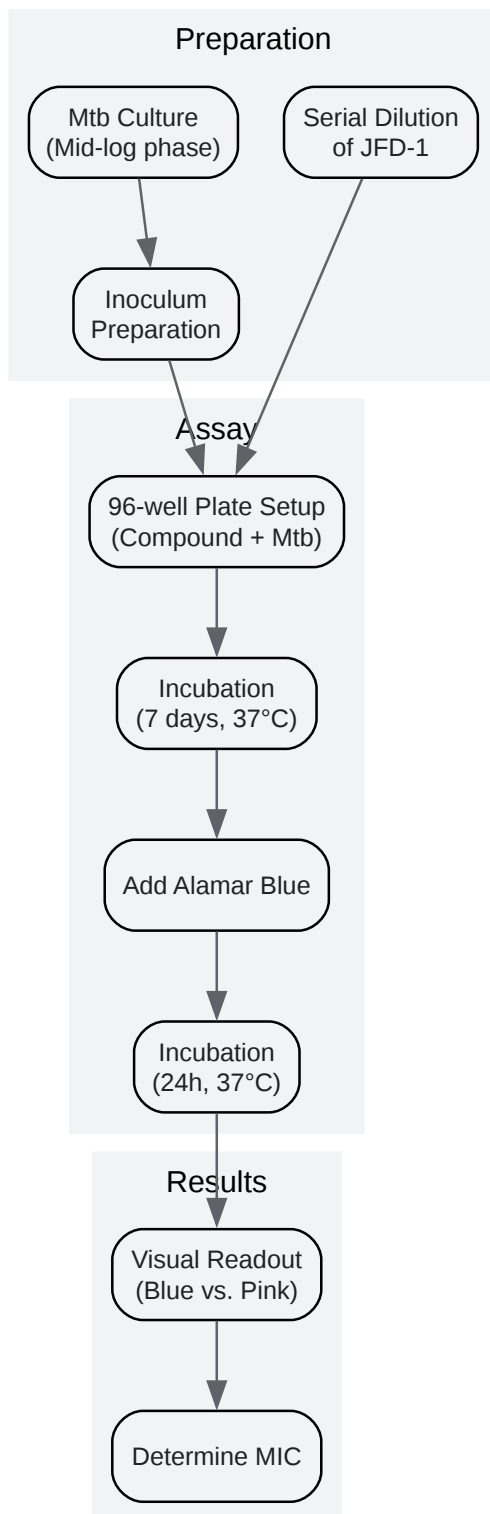 Preparation
Mtb Culture
(Mid-log phase)
Serial Dilution
of JFD-1
Inoculum
Preparation
Assay
96-well Plate Setup
(Compound + Mtb)
Incubation
(7 days, 37°C)
Add Alamar Blue
Incubation
(24h, 37°C)
Results
Visual Readout
(Blue vs. Pink)
Determine MIC